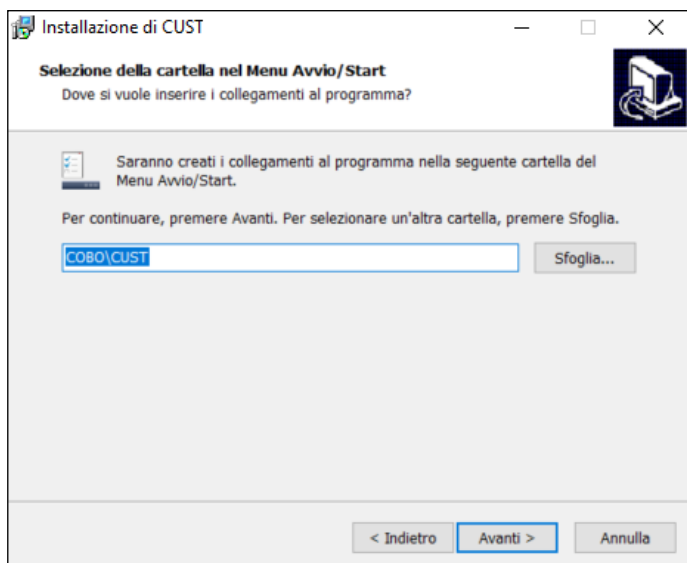 Installazione di CUST
Selezione della cartella nel Menu Avvio/Start
Dove si vuole inserire i collegamenti al programma?
Saranno creati i collegamenti al programma nella seguente cartella del
Menu Avvio/Start.
Per continuare, premere Avanti. Per selezionare un'altra cartella, premere Sfoglia.
COBO\CUST
Sfoglia...
< Indietro
Avanti >
Annulla